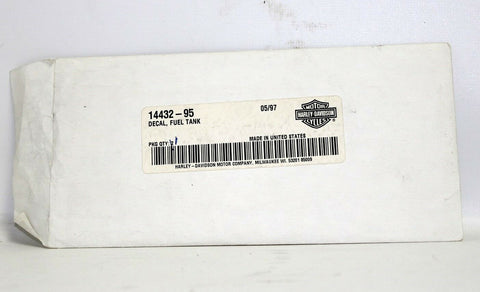 14432-95 05/97
DECAL, FUEL TANK
MOTOR
HARLEY-DAVIDSON
CYCLES
PKG QTY: 1 MADE IN UNITED STATES
HARLEY-DAVIDSON MOTOR COMPANY, MILWAUKEE WI. 53201